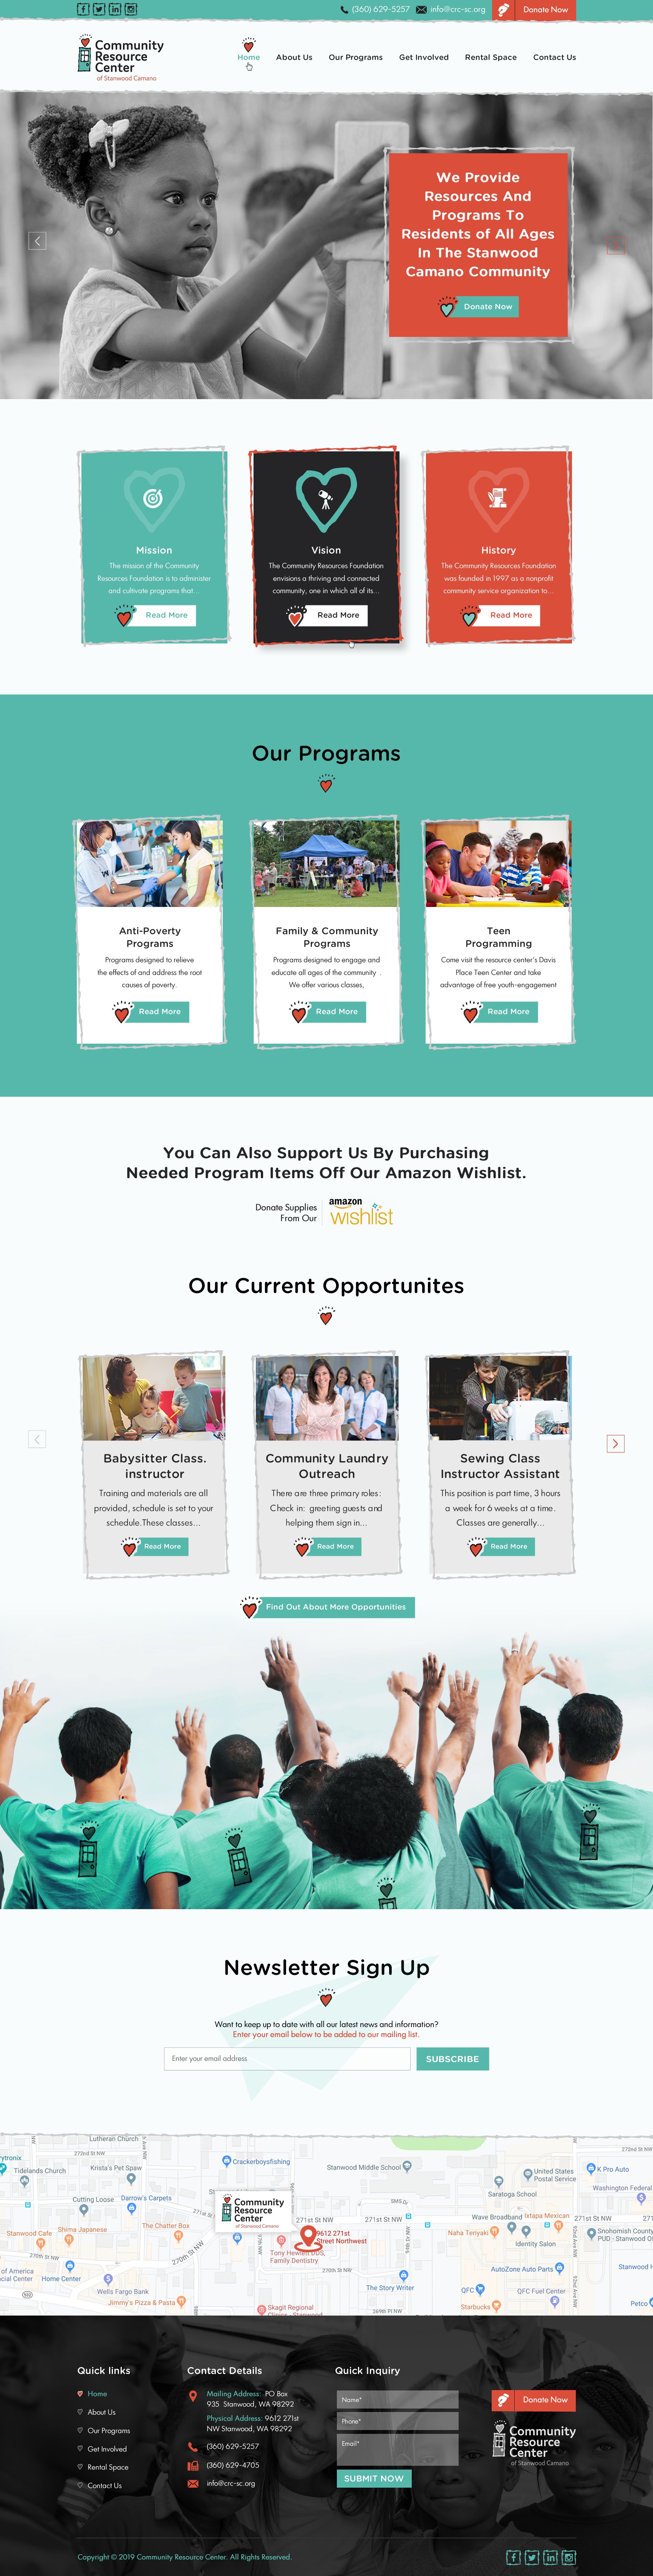 (360) 629-5257
info@crc-sc.org
Donate Now
Community
Resource
Center
of Stanwood Camano
Home
About Us
Our Programs
Get Involved
Rental Space
Contact Us
We Provide
Resources And
Programs To
Residents of All Ages
In The Stanwood
Camano Community
Donate Now
Mission
The mission of the Community
Resources Foundation is to administer
and cultivate programs that...
Read More
Vision
The Community Resources Foundation
envisions a thriving and connected
community, one in which all of its...
Read More
History
The Community Resources Foundation
was founded in 1997 as a nonprofit
community service organization to...
Read More
Our Programs
Anti-Poverty
Programs
Programs designed to relieve
the effects of and address the root
causes of poverty.
Read More
Family & Community
Programs
Programs designed to engage and
educate all ages of the community .
We offer various classes,
Read More
Teen
Programming
Come visit the resource center's Davis
Place Teen Center and take
advantage of free youth-engagement
Read More
You Can Also Support Us By Purchasing
Needed Program Items Off Our Amazon Wishlist.
Donate Supplies
From Our
amazon
wishlist
Our Current Opportunites
Babysitter Class.
instructor
Training and materials are all
provided, schedule is set to your
schedule.These classes...
Read More
Community Laundry
Outreach
There are three primary roles:
Check in: greeting guests and
helping them sign in...
Read More
Sewing Class
Instructor Assistant
This position is part time, 3 hours
a week for 6 weeks at a time.
Classes are generally...
Read More
Find Out About More Opportunities
Newsletter Sign Up
Want to keep up to date with all our latest news and information?
Enter your email below to be added to our mailing list.
Enter your email address
SUBSCRIBE
Lutheran Church
272nd St NW
Tidelands Church
Krista's Pet Spaw
Crackerboysfishing
Stanwood Middle School
United States
Postal Service
K Pro Auto
272nd St NW
Washington Federal
Saratoga School
Cutting Loose
Darrow's Carpets
Community
Resource
Center
of Stanwood Camano
271st St NW
271st St NW
Wave Broadband
Ixtapa Mexican
271st St NW
Stanwood Cafe
Shima Japanese
The Chatter Box
9612 271st
Street Northwest
Naha Teriyaki
Identity Salon
Snohomish County
PUD - Stanwood
270th St NW
270th St NW
Tony Hewlett DDS,
Family Dentistry
270th St NW
AutoZone Auto Parts
of America
Home Center
Wells Fargo Bank
The Story Writer
QFC
QFC Fuel Center
Jimmy's Pizza & Pasta
Skagit Regional
269th Pl NW
Starbucks
Petco
Quick links
Home
About Us
Our Programs
Get Involved
Rental Space
Contact Us
Contact Details
Mailing Address: PO Box
935 Stanwood, WA 98292
Physical Address: 9612 271st
NW Stanwood, WA 98292
(360) 629-5257
(360) 629-4705
info@crc-sc.org
Quick Inquiry
Name*
Phone*
Email*
SUBMIT NOW
Donate Now
Community
Resource
Center
of Stanwood Camano
Copyright © 2019 Community Resource Center. All Rights Reserved.